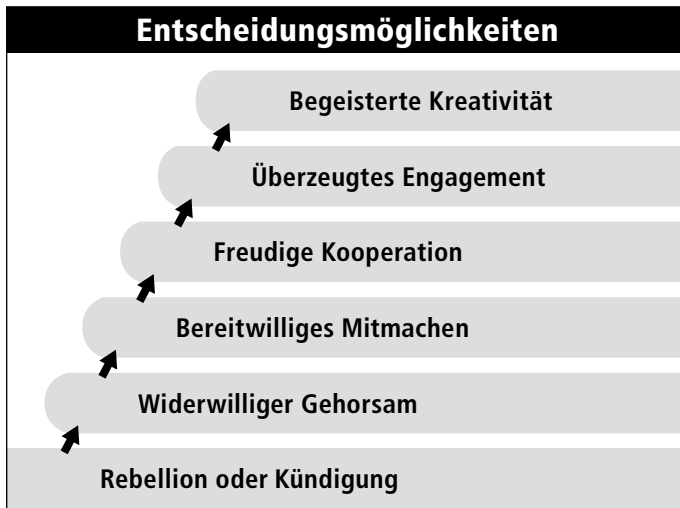 Entscheidungsmöglichkeiten
Begeisterte Kreativität
Überzeugtes Engagement
Freudige Kooperation
Bereitwilliges Mitmachen
Widerwilliger Gehorsam
Rebellion oder Kündigung